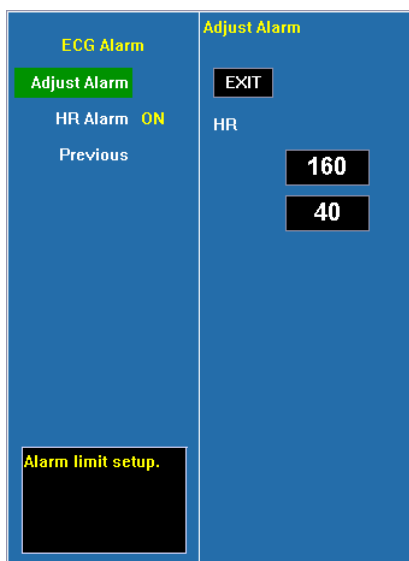 ECG Alarm
Adjust Alarm
HR Alarm ON
Previous
Alarm limit setup.
Adjust Alarm
EXIT
HR
160
40